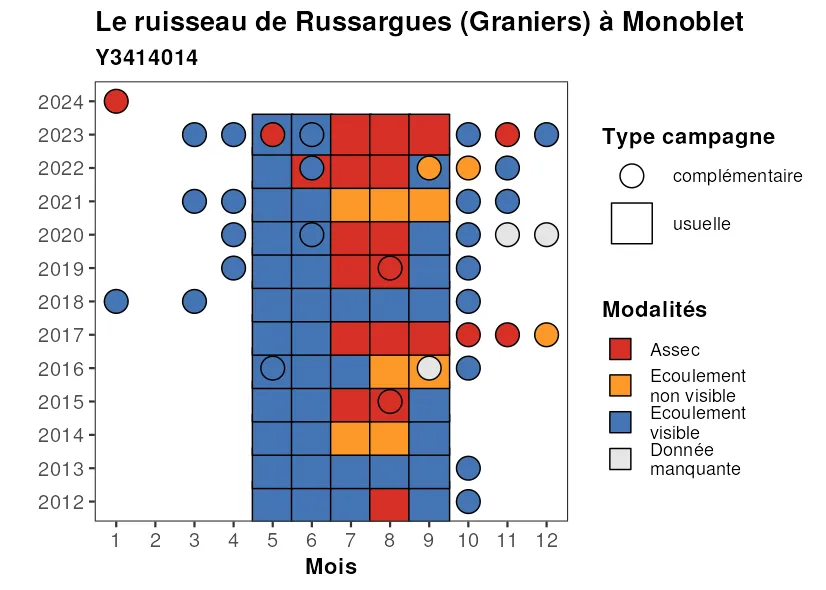 Le ruisseau de Russargues (Graniers) à Monoblet
Y3414014
2024
2023
2022
2021
2020
2019
2018
2017
2016
2015
2014
2013
2012
1 2 3 4 5 6 7 8 9 10 11 12
Mois
Type campagne
complémentaire
usuelle
Modalités
Assec
Ecoulement
non visible
Ecoulement
visible
Donnée
manquante